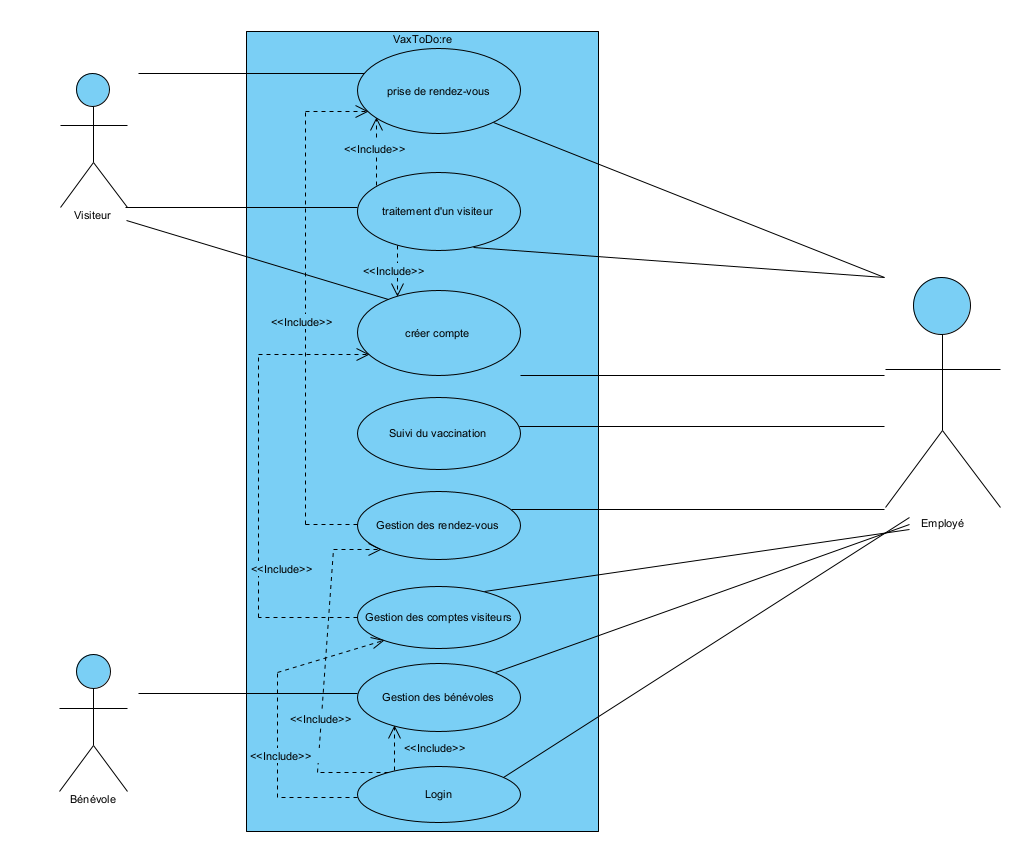 VaxToDo:re
prise de rendez-vous
<<Include>>
traitement d'un visiteur
Visiteur
<<Include>>
<<Include>>
créer compte
Suivi du vaccination
Gestion des rendez-vous
Employé
<<Include>>
Gestion des comptes visiteurs
Gestion des bénévoles
<<Include>>
<<Include>>
<<Include>>
Login
Bénévole